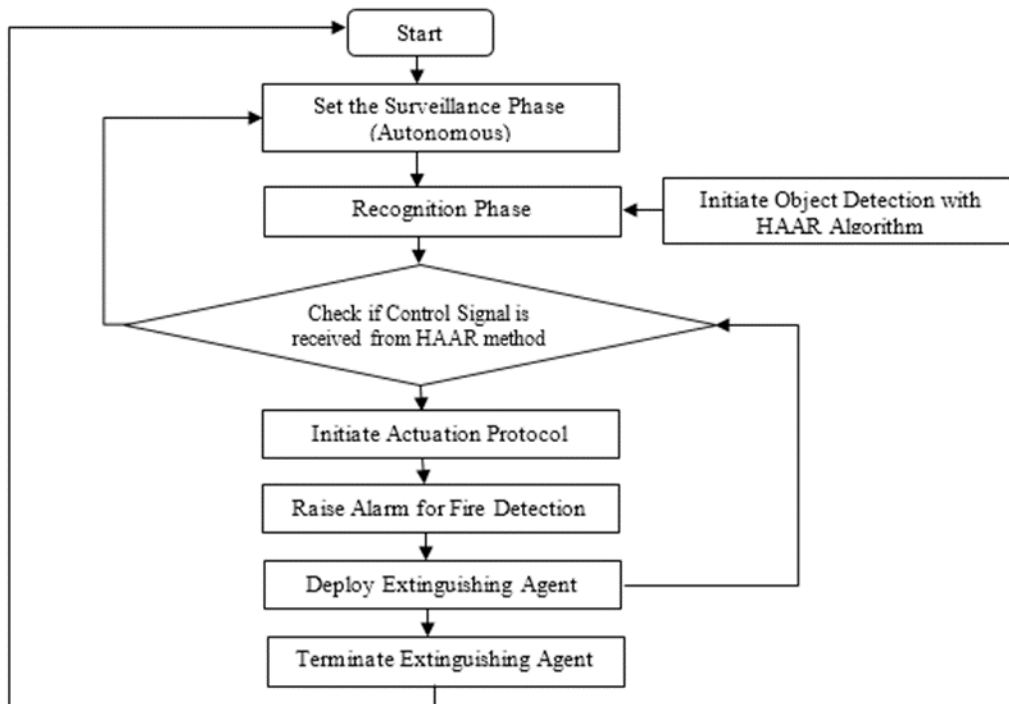 Start
Set the Surveillance Phase
(Autonomous)
Recognition Phase
Initiate Object Detection with
HAAR Algorithm
Check if Control Signal is
received from HAAR method
Initiate Actuation Protocol
Raise Alarm for Fire Detection
Deploy Extinguishing Agent
Terminate Extinguishing Agent